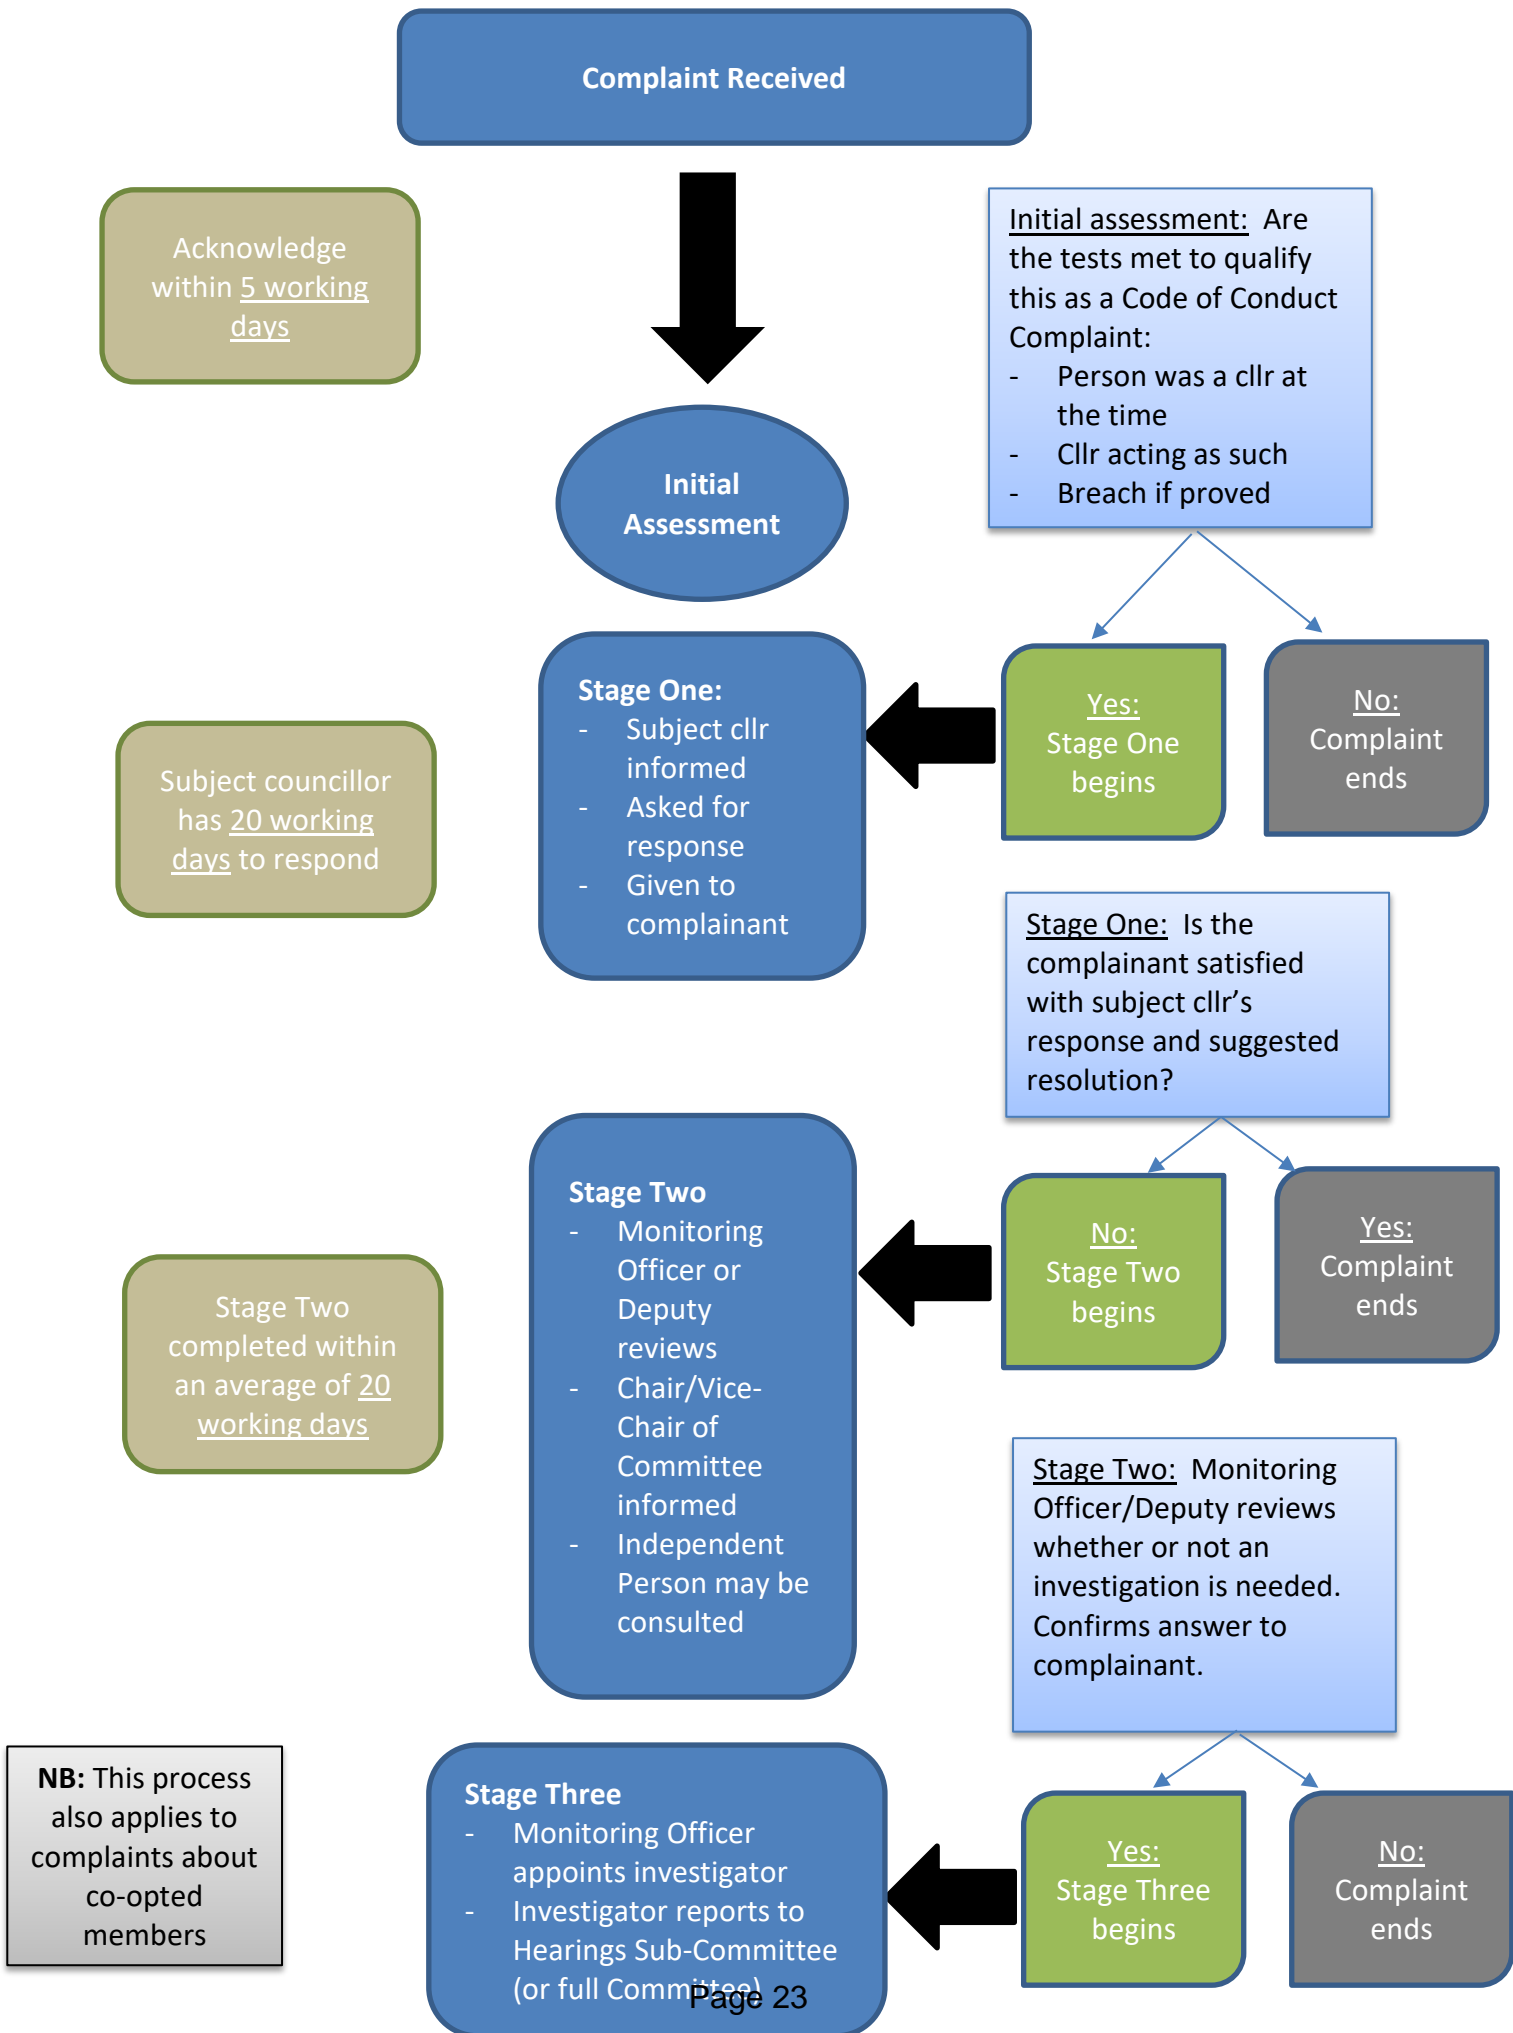 Complaint Received
Acknowledge
within 5 working
days
Initial assessment:  Are
the tests met to qualify
this as a Code of Conduct
Complaint:
- Person was a cllr at
the time
- Cllr acting as such
- Breach if proved
Initial
Assessment
Stage One:
- Subject cllr
informed
- Asked for
response
- Given to
complainant
Yes:
Stage One
begins
No:
Complaint
ends
Subject councillor
has 20 working
days to respond
Stage One:  Is the
complainant satisfied
with subject cllr’s
response and suggested
resolution?
Stage Two
- Monitoring
Officer or
Deputy
reviews
- Chair/Vice-
Chair of
Committee
informed
- Independent
Person may be
consulted
No:
Stage Two
begins
Yes:
Complaint
ends
Stage Two
completed within
an average of 20
working days
Stage Two:  Monitoring
Officer/Deputy reviews
whether or not an
investigation is needed.
Confirms answer to
complainant.
NB: This process
also applies to
complaints about
co-opted
members
Stage Three
- Monitoring Officer
appoints investigator
- Investigator reports to
Hearings Sub-Committee
(or full Committee)
Yes:
Stage Three
begins
No:
Complaint
ends
Page 23